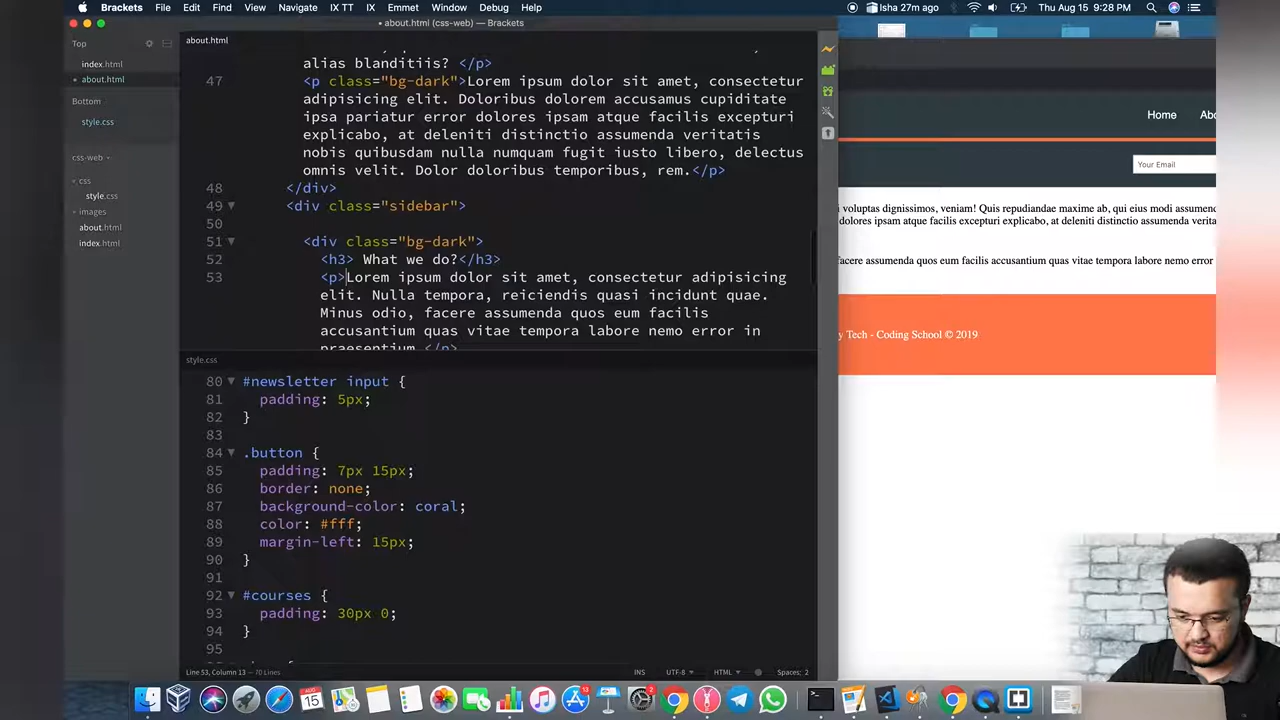 Brackets File Edit Find View Navigate IX TT IX Emmet Window Debug Help
Isha 27m ago Thu Aug 15 9:28 PM
• about.html (css-web) — Brackets
Top
index.html
about.html
Bottom
style.css
css-web
css
style.css
images
about.html
index.html
about.html
alias blanditiis? </p>
47 <p class="bg-dark">Lorem ipsum dolor sit amet, consectetur
adipisicing elit. Doloribus dolorem accusamus cupiditate
ipsa pariatur error dolores ipsam atque facilis excepturi
explicabo, at deleniti distinctio assumenda veritatis
nobis quibusdam nulla numquam fugit iusto libero, delectus
omnis velit. Dolor doloribus temporibus, rem.</p>
48 </div>
49 <div class="sidebar">
50
51 <div class="bg-dark">
52 <h3> What we do?</h3>
53 <p>Lorem ipsum dolor sit amet, consectetur adipisicing
elit. Nulla tempora, reiciendis quasi incidunt quae.
Minus odio, facere assumenda quos eum facilis
accusantium quas vitae tempora labore nemo error in
praesentium.</p>
style.css
80 #newsletter input {
81 padding: 5px;
82 }
83
84 .button {
85 padding: 7px 15px;
86 border: none;
87 background-color: coral;
88 color: #fff;
89 margin-left: 15px;
90 }
91
92 #courses {
93 padding: 30px 0;
94 }
95
Line 53, Column 13 — 70 Lines
INS UTF-8 HTML Spaces: 2
Home Abo
Your Email
i voluptas dignissimos, veniam! Quis repudiandae maxime ab, qui eius modi assumend
dolores ipsam atque facilis excepturi explicabo, at deleniti distinctio assumenda verita
facere assumenda quos eum facilis accusantium quas vitae tempora labore nemo error
y Tech - Coding School © 2019